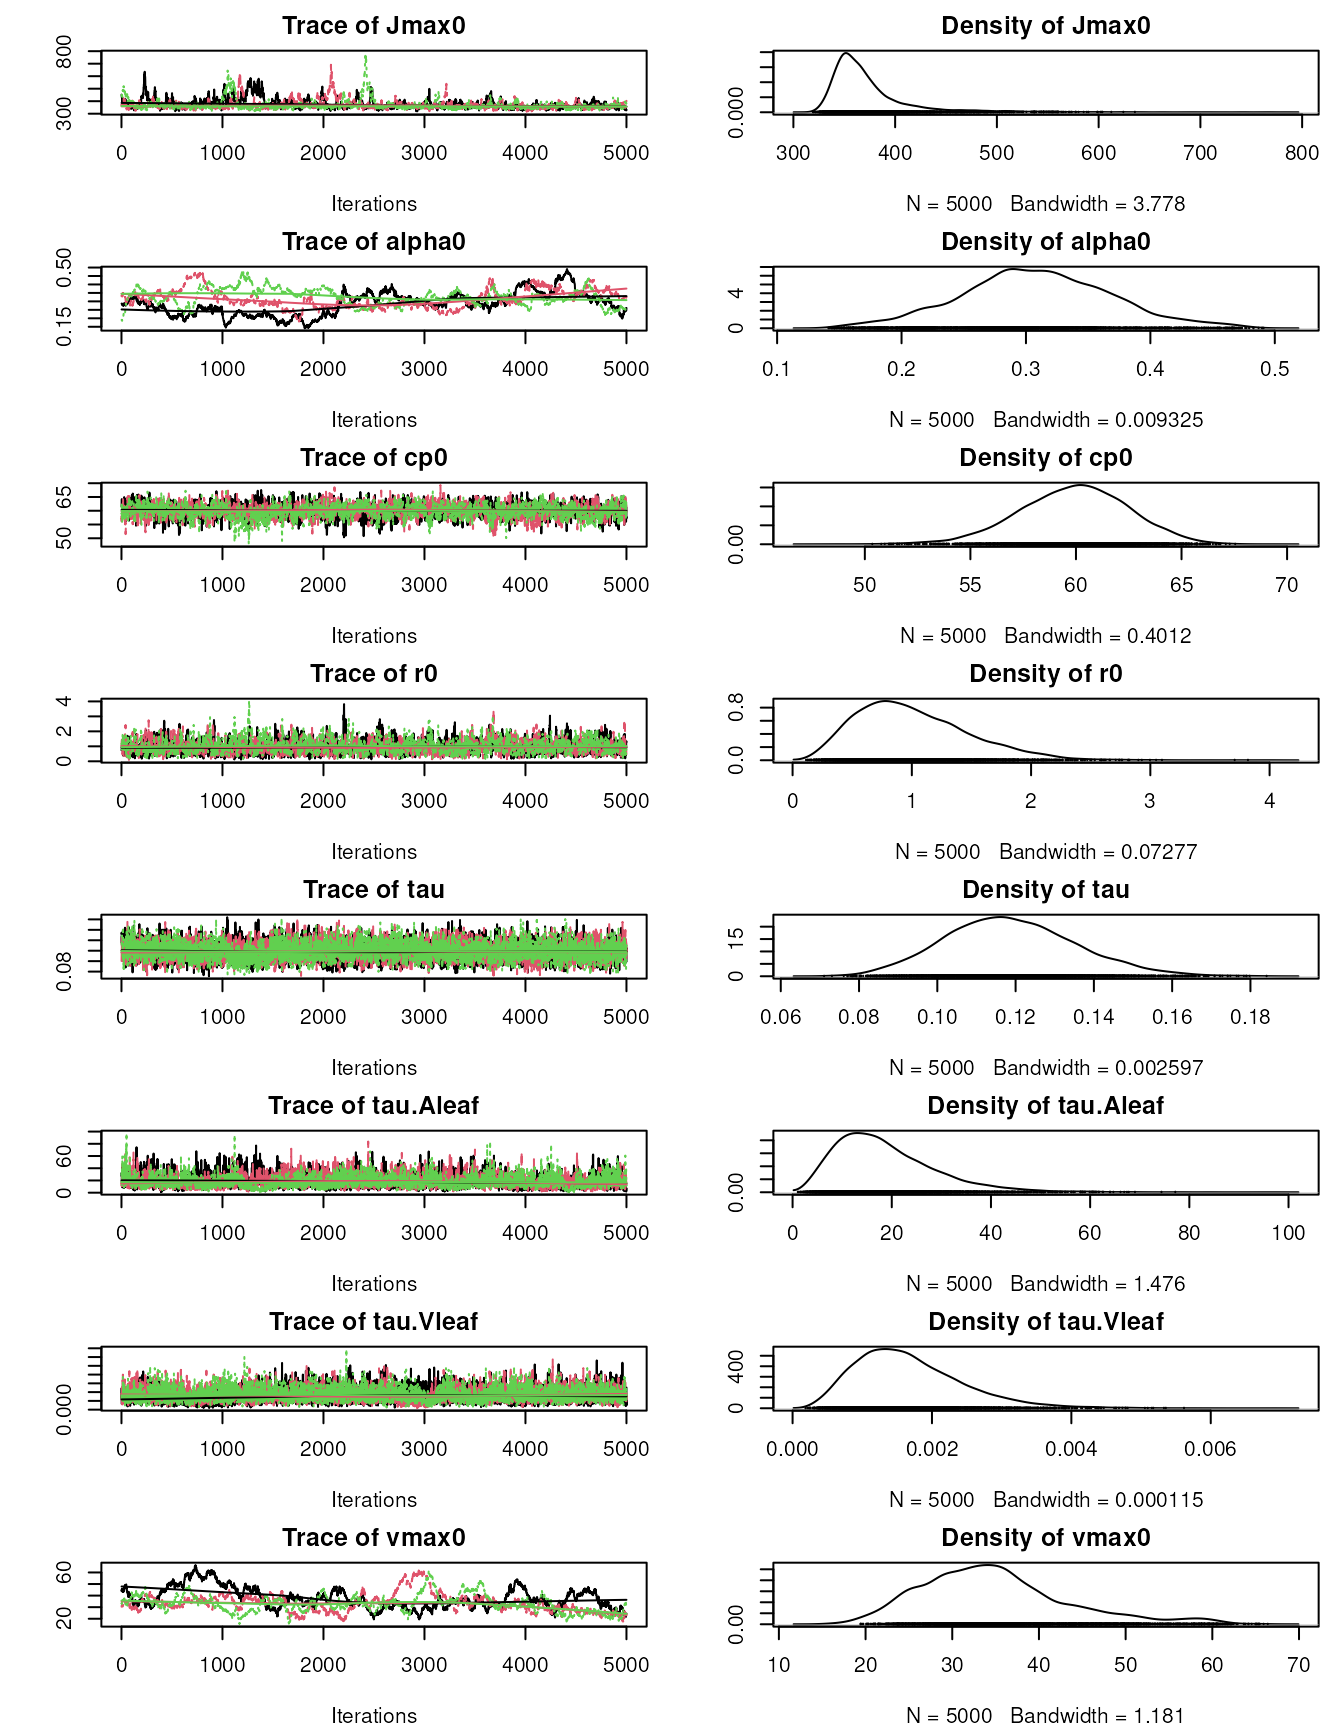 Trace of Jmax0
Density of Jmax0
300 800
0.000
0 1000 2000 3000 4000 5000
300 400 500 600 700 800
Iterations
N = 5000 Bandwidth = 3.778
Trace of alpha0
Density of alpha0
0.15 0.50
0 4
0 1000 2000 3000 4000 5000
0.1 0.2 0.3 0.4 0.5
Iterations
N = 5000 Bandwidth = 0.009325
Trace of cp0
Density of cp0
50 65
0.00
0 1000 2000 3000 4000 5000
50 55 60 65 70
Iterations
N = 5000 Bandwidth = 0.4012
Trace of r0
Density of r0
0 2 4
0.0 0.8
0 1000 2000 3000 4000 5000
0 1 2 3 4
Iterations
N = 5000 Bandwidth = 0.07277
Trace of tau
Density of tau
0.08
0 15
0 1000 2000 3000 4000 5000
0.06 0.08 0.10 0.12 0.14 0.16 0.18
Iterations
N = 5000 Bandwidth = 0.002597
Trace of tau.Aleaf
Density of tau.Aleaf
0 60
0.00
0 1000 2000 3000 4000 5000
0 20 40 60 80 100
Iterations
N = 5000 Bandwidth = 1.476
Trace of tau.Vleaf
Density of tau.Vleaf
0.000
0 400
0 1000 2000 3000 4000 5000
0.000 0.002 0.004 0.006
Iterations
N = 5000 Bandwidth = 0.000115
Trace of vmax0
Density of vmax0
20 60
0.00
0 1000 2000 3000 4000 5000
10 20 30 40 50 60 70
Iterations
N = 5000 Bandwidth = 1.181